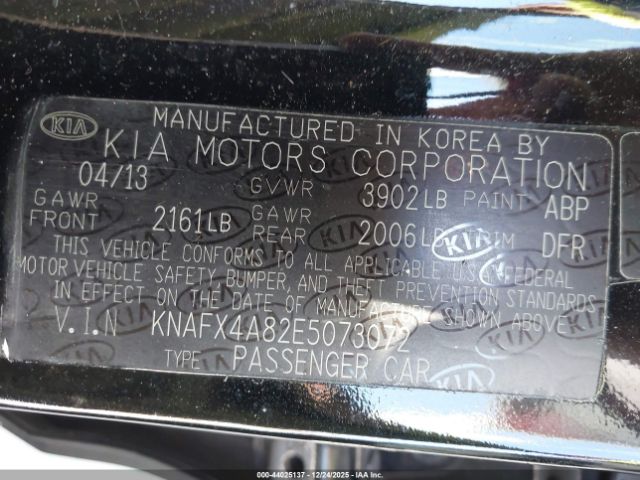 KIA
MANUFACTURED IN KOREA BY
KIA MOTORS CORPORATION
04/13 GVWR 3902LB PAINT ABP
GAWR FRONT 2161LB GAWR REAR 2006LB TRIM DFR
THIS VEHICLE CONFORMS TO ALL APPLICABLE U.S FEDERAL
MOTOR VEHICLE SAFETY, BUMPER, AND THEFT PREVENTION STANDARDS
IN EFFECT ON THE DATE OF MANUFACTURE SHOWN ABOVE.
V.I.N KNAFX4A82E5073072
TYPE PASSENGER CAR
000-44025137 - 12/24/2025 - IAAI.com